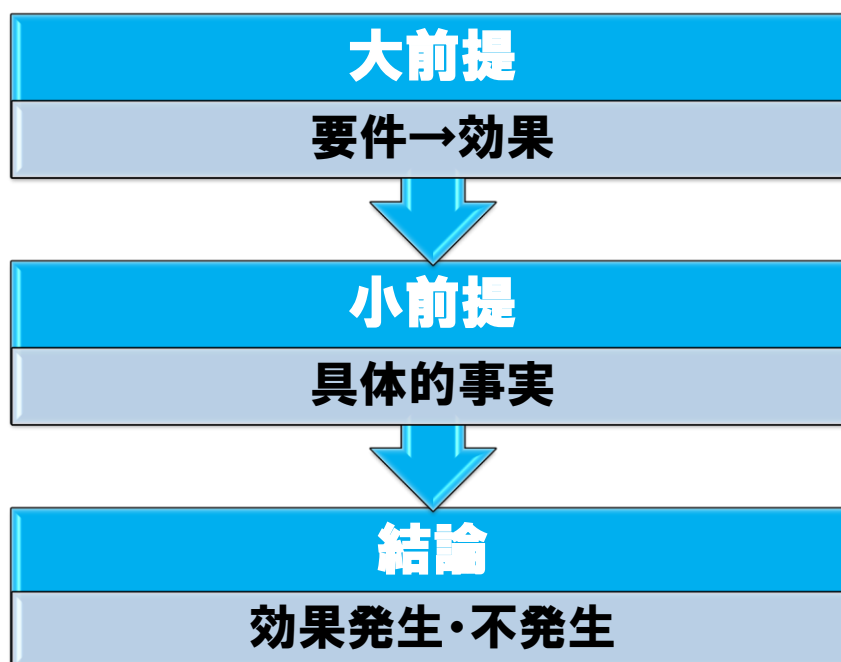 大前提
要件→効果
小前提
具体的事実
結論
効果発生・不発生